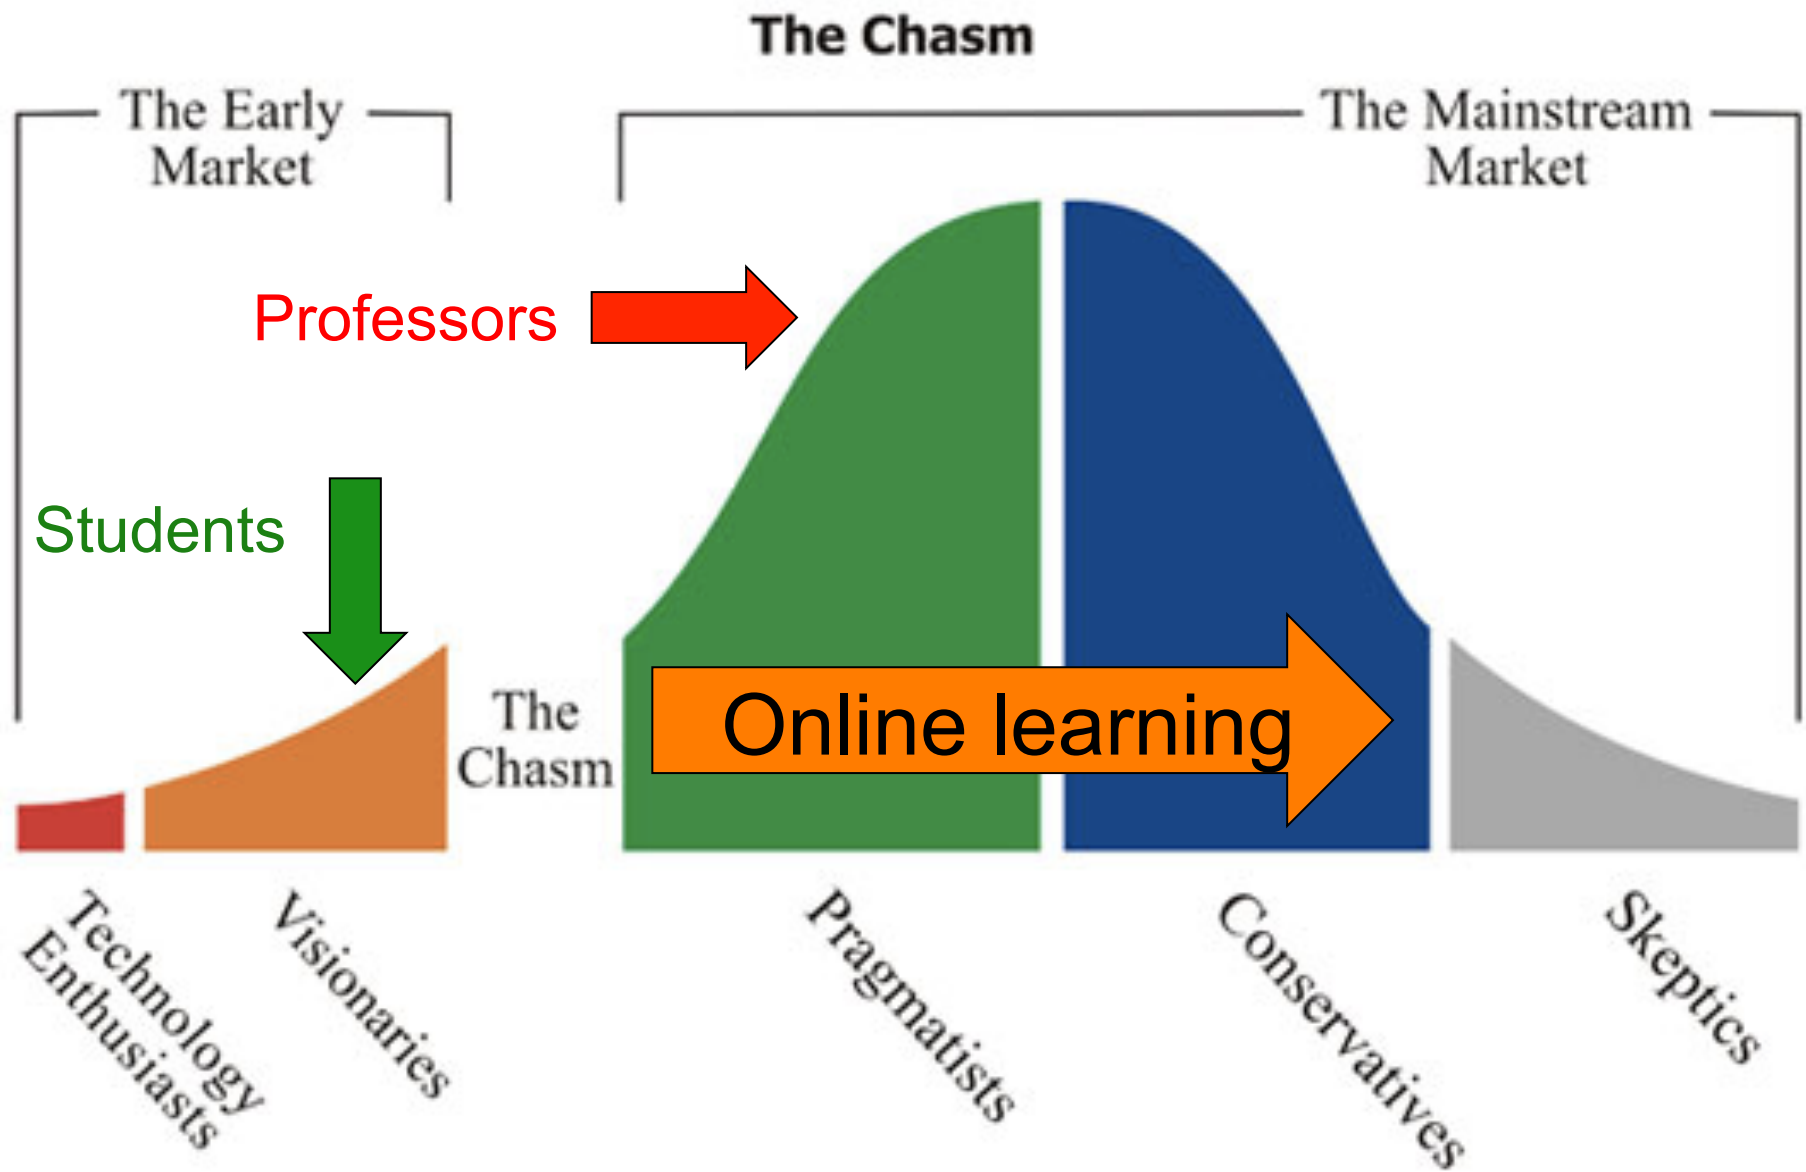 The Chasm
The Early
Market
The Mainstream
Market
Professors
Students
The
Chasm
Online learning
Technology
Enthusiasts
Visionaries
Pragmatists
Conservatives
Skeptics